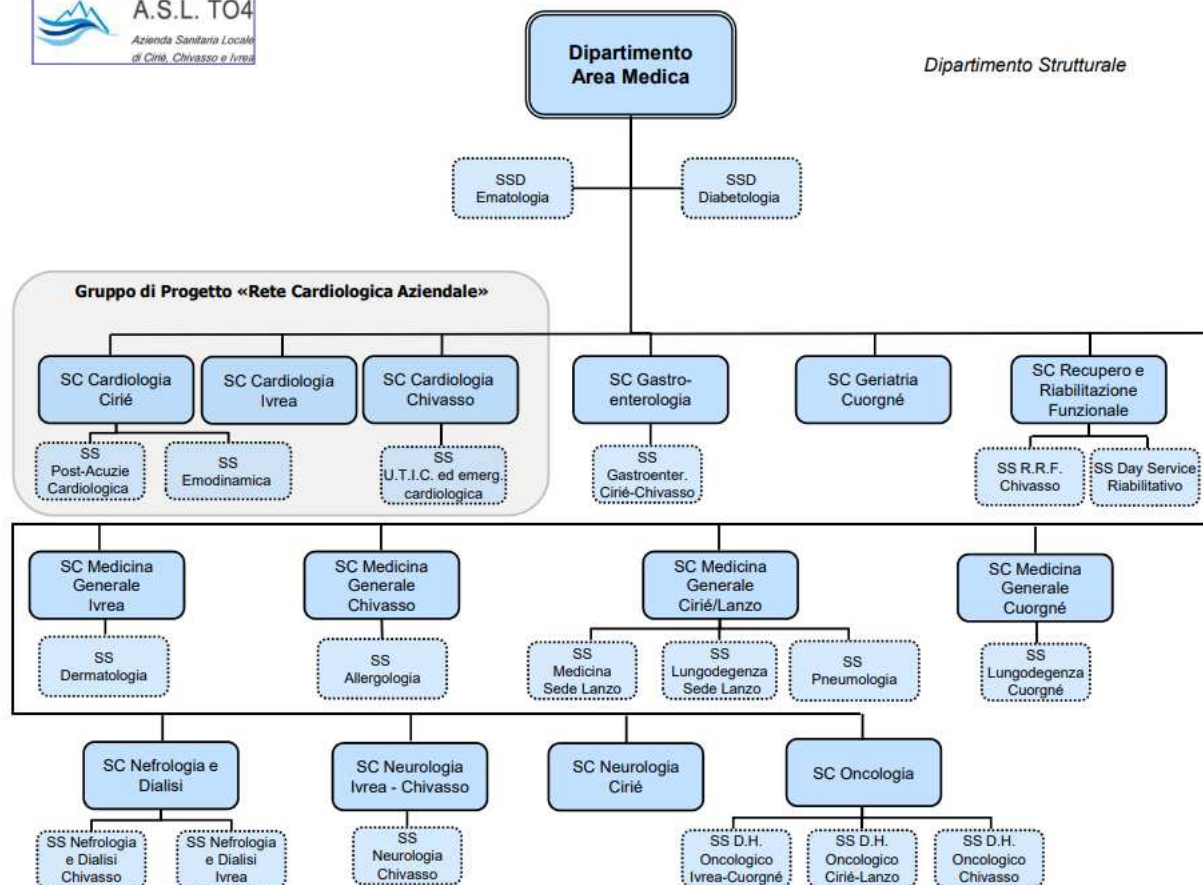 A.S.L. TO4
Azienda Sanitaria Locale
di Cirié, Chivasso e Ivrea
Dipartimento
Area Medica
Dipartimento Strutturale
SSD
Ematologia
SSD
Diabetologia
Gruppo di Progetto «Rete Cardiologica Aziendale»
SC Cardiologia
Cirié
SC Cardiologia
Ivrea
SC Cardiologia
Chivasso
SC Gastro-
enterologia
SC Geriatria
Cuorgné
SC Recupero e
Riabilitazione
Funzionale
SS
Post-Acuzie
Cardiologica
SS
Emodinamica
SS
U.T.I.C. ed emerg.
cardiologica
SS
Gastroenter.
Cirié-Chivasso
SS R.R.F.
Chivasso
SS Day Service
Riabilitativo
SC Medicina
Generale
Ivrea
SC Medicina
Generale
Chivasso
SC Medicina
Generale
Cirié/Lanzo
SC Medicina
Generale
Cuorgné
SS
Dermatologia
SS
Allergologia
SS
Medicina
Sede Lanzo
SS
Lungodegenza
Sede Lanzo
SS
Pneumologia
SS
Lungodegenza
Cuorgné
SC Nefrologia e
Dialisi
SC Neurologia
Ivrea - Chivasso
SC Neurologia
Cirié
SC Oncologia
SS Nefrologia
e Dialisi
Chivasso
SS Nefrologia
e Dialisi
Ivrea
SS
Neurologia
Chivasso
SS D.H.
Oncologico
Ivrea-Cuorgné
SS D.H.
Oncologico
Cirié-Lanzo
SS D.H.
Oncologico
Chivasso